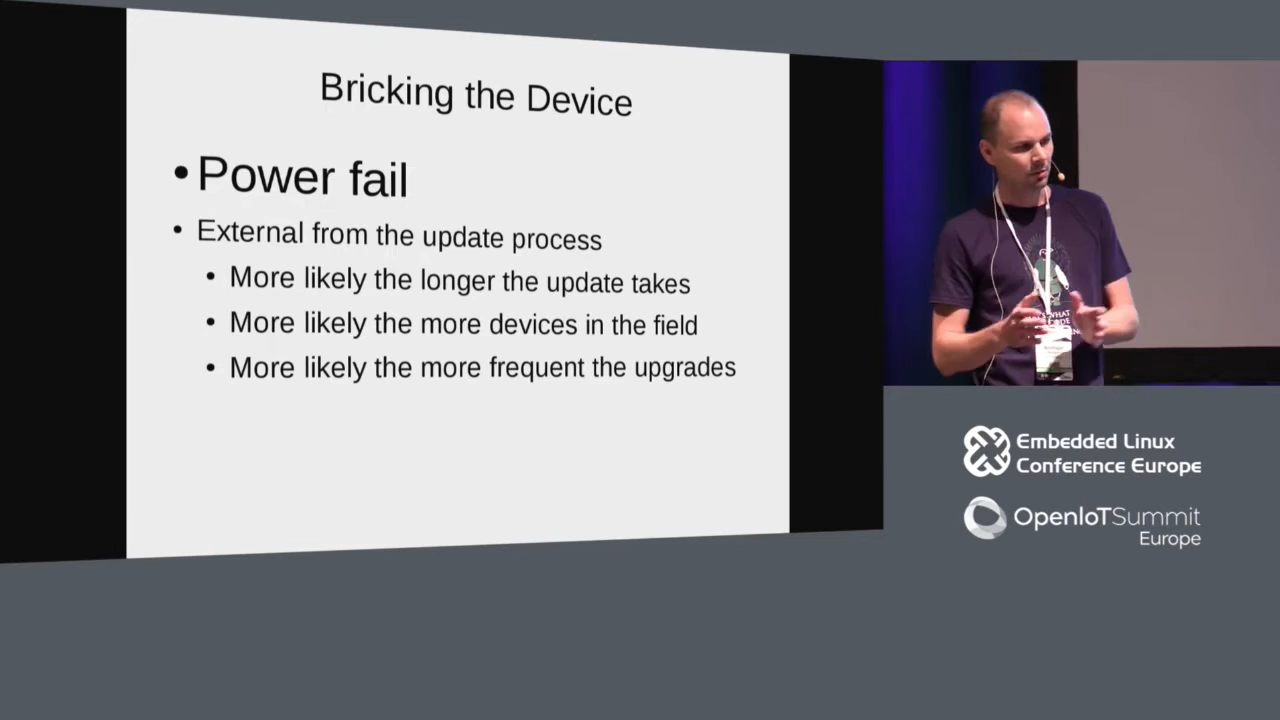 Bricking the Device
•Power fail
• External from the update process
• More likely the longer the update takes
• More likely the more devices in the field
• More likely the more frequent the upgrades
Embedded Linux
Conference Europe
OpenIoTSummit
Europe